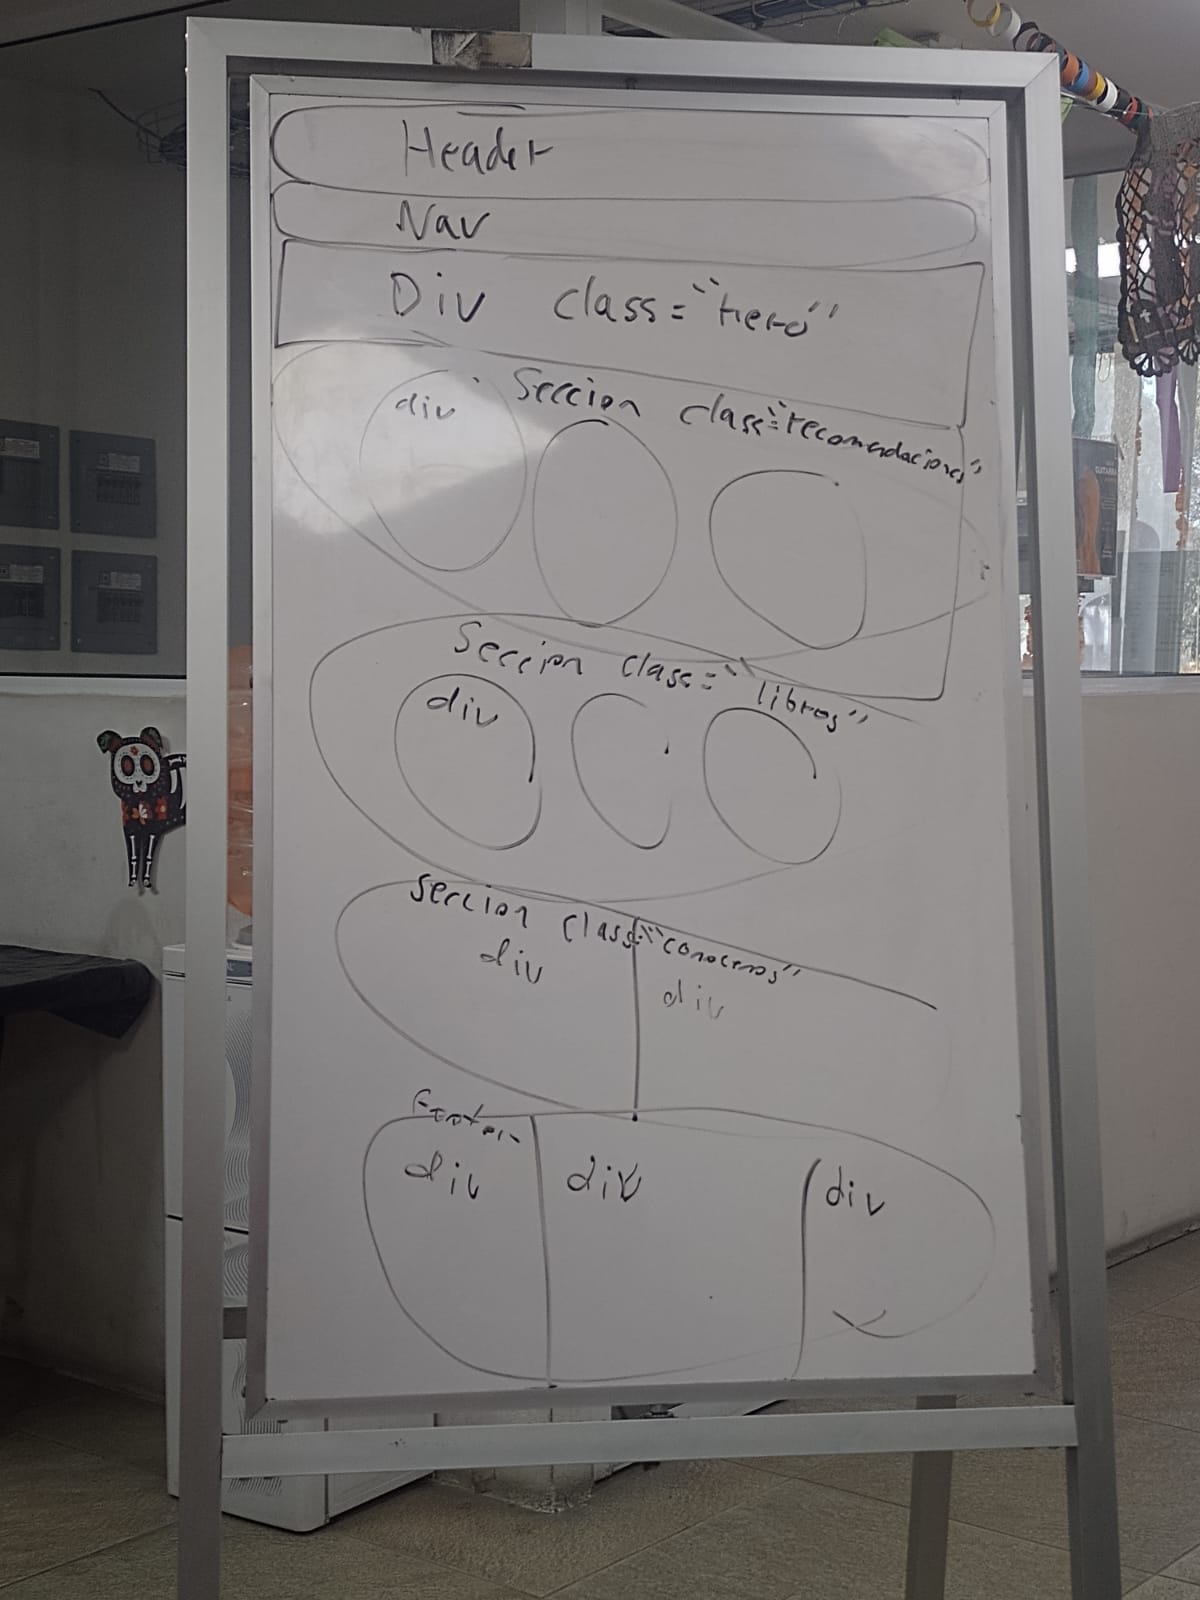 Header
Nav
Div class="hero"
Seccion class="recomendaciones"
div
Seccion class="libros"
div
Seccion class="conocenos"
div div
Footer
div div div